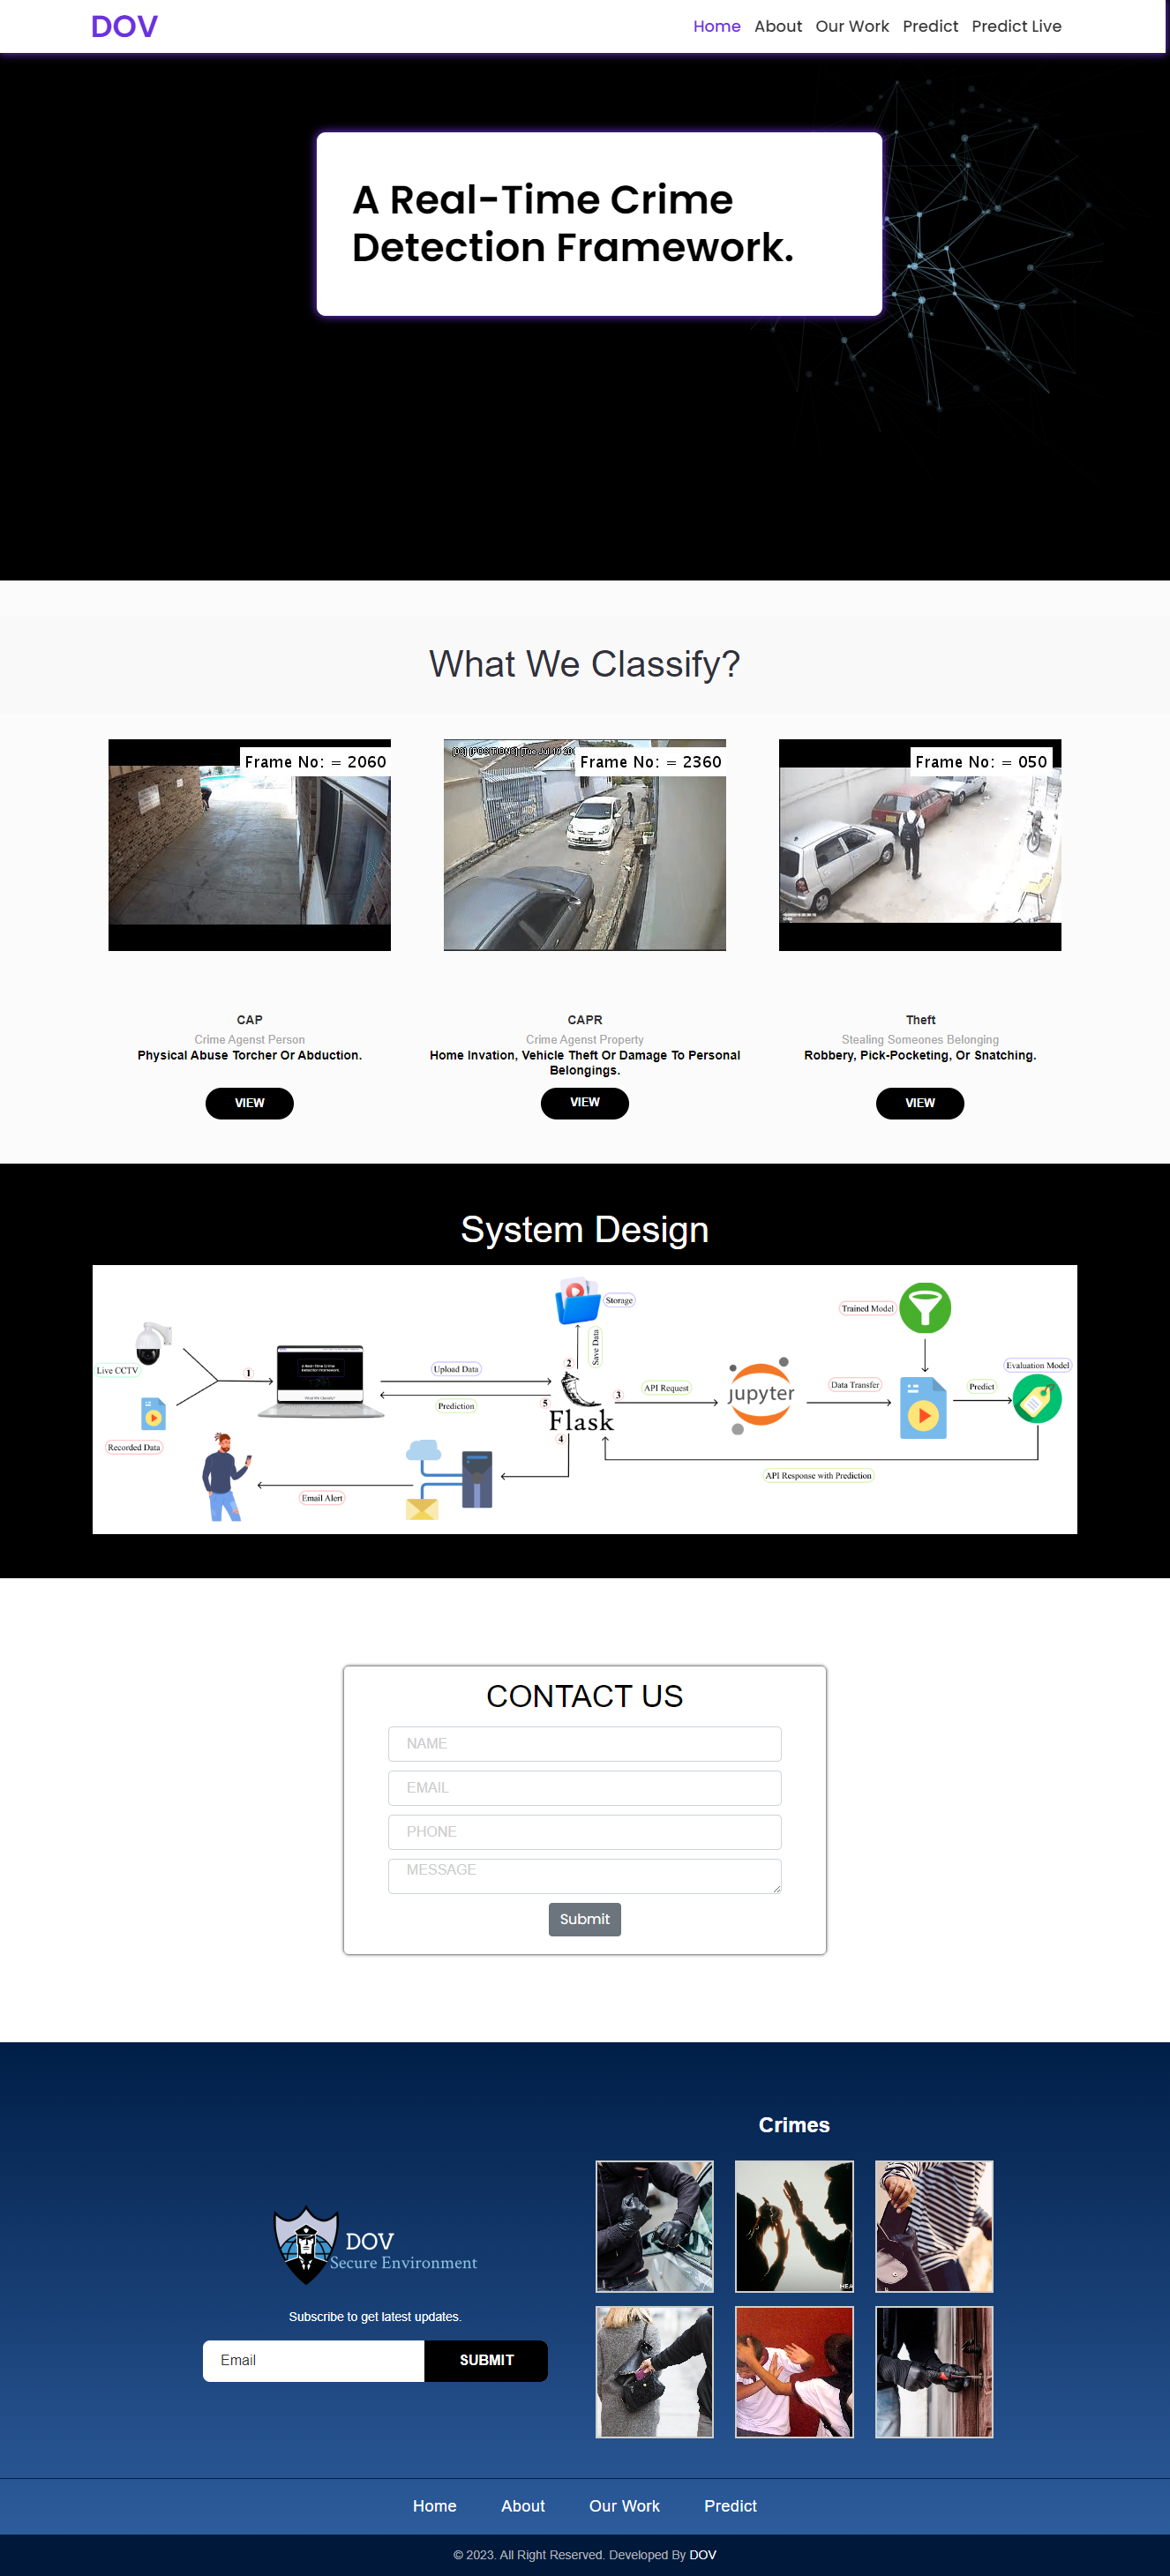 DOV
Home About Our Work Predict Predict Live
A Real-Time Crime
Detection Framework.
What We Classify?
Frame No: = 2060
Frame No: = 2360
Frame No: = 050
CAP
Crime Agenst Person
Physical Abuse Torcher Or Abduction.
VIEW
CAPR
Crime Agenst Property
Home Invation, Vehicle Theft Or Damage To Personal
Belongings.
VIEW
Theft
Stealing Someones Belonging
Robbery, Pick-Pocketing, Or Snatching.
VIEW
System Design
Live CCTV
Recorded Data
1
A Real-Time Crime
Detection Framework.
Upload Data
Prediction
Storage
Save Data
2
5
Flask
3
4
API Request
jupyter
Data Transfer
Trained Model
Predict
Evaluation Model
API Response with Prediction
Email Alert
CONTACT US
NAME
EMAIL
PHONE
MESSAGE
Submit
DOV
Secure Environment
Subscribe to get latest updates.
Email
SUBMIT
Crimes
HEA
Home About Our Work Predict
© 2023. All Right Reserved. Developed By DOV